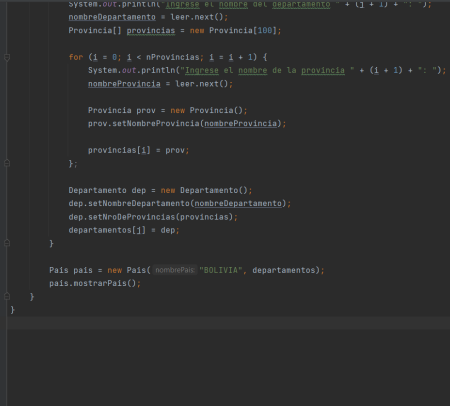 System.out.println("Ingrese el nombre del departamento " + (j + 1) + ": ");
nombreDepartamento = leer.next();
Provincia[] provincias = new Provincia[100];
for (i = 0; i < nProvincias; i = i + 1) {
System.out.println("Ingrese el nombre de la provincia " + (i + 1) + ": ");
nombreProvincia = leer.next();
Provincia prov = new Provincia();
prov.setNombreProvincia(nombreProvincia);
provincias[i] = prov;
};
Departamento dep = new Departamento();
dep.setNombreDepartamento(nombreDepartamento);
dep.setNroDeProvincias(provincias);
departamentos[j] = dep;
}
Pais pais = new Pais( nombrePais: "BOLIVIA", departamentos);
pais.mostrarPais();
}
}